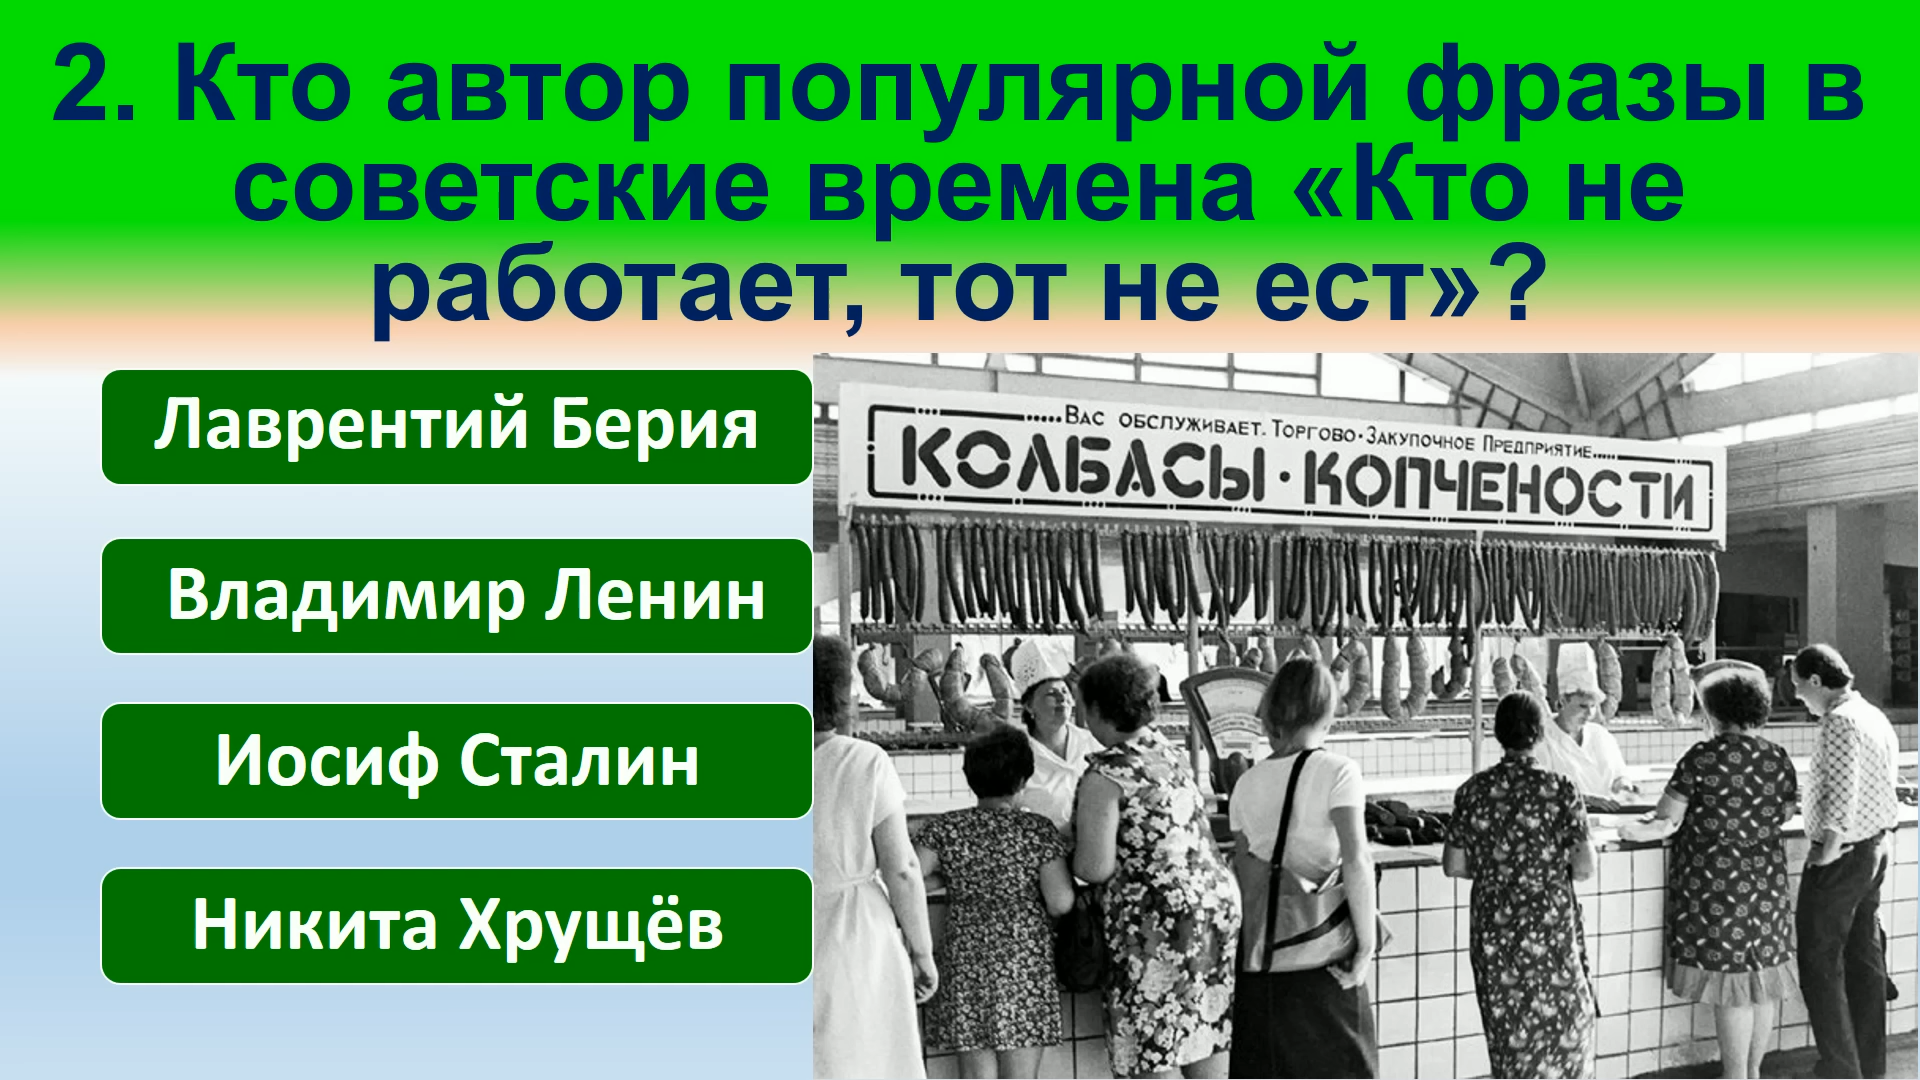 2. Кто автор популярной фразы в
советские времена «Кто не
работает, тот не ест»?
Лаврентий Берия
Владимир Ленин
Иосиф Сталин
Никита Хрущёв
.....Вас обслуживает. Торгово-Закупочное Предприятие.....
КОЛБАСЫ · КОПЧЕНОСТИ